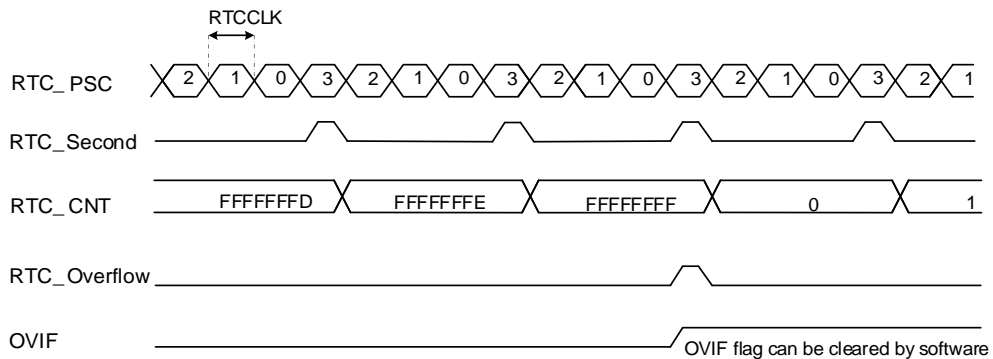 RTCCLK
RTC_PSC 2 1 0 3 2 1 0 3 2 1 0 3 2 1 0 3 2 1
RTC_Second
RTC_CNT FFFFFFFD FFFFFFFE FFFFFFFF 0 1
RTC_Overflow
OVIF
OVIF flag can be cleared by software